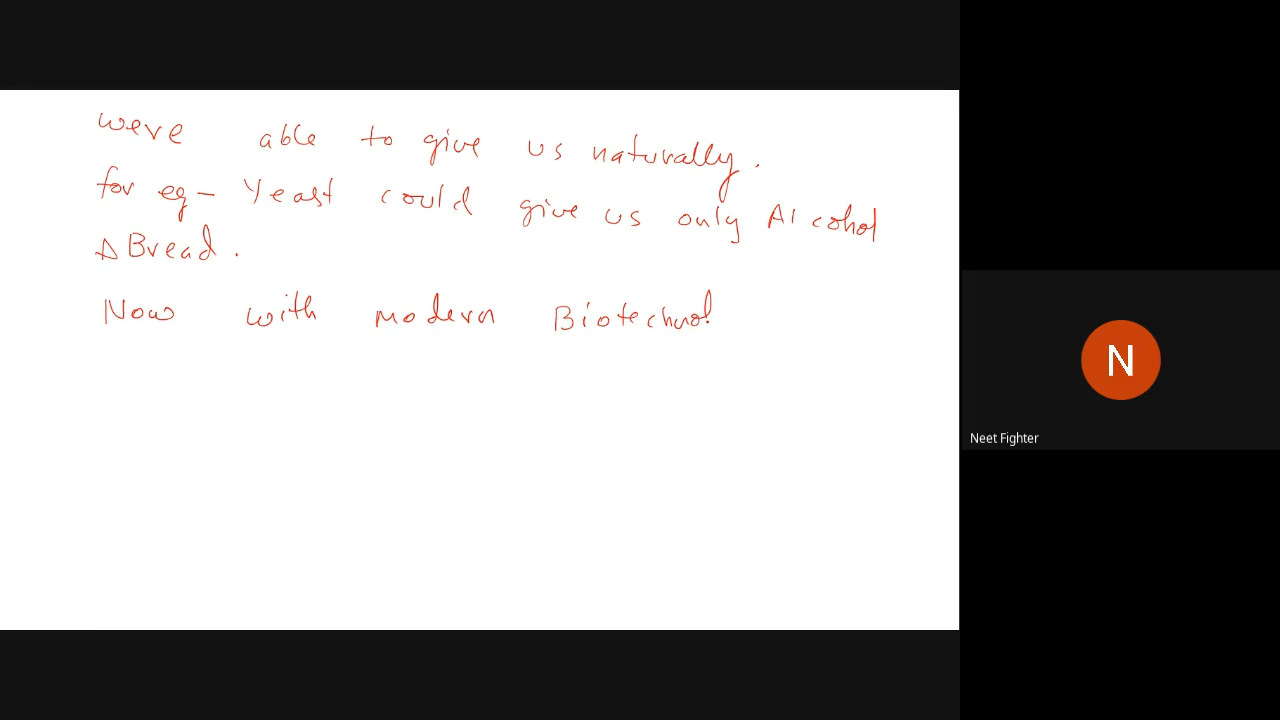 were able to give us naturally.
for eg - Yeast could give us only Alcohol
& Bread.
Now with modern Biotechnol
N
Neet Fighter